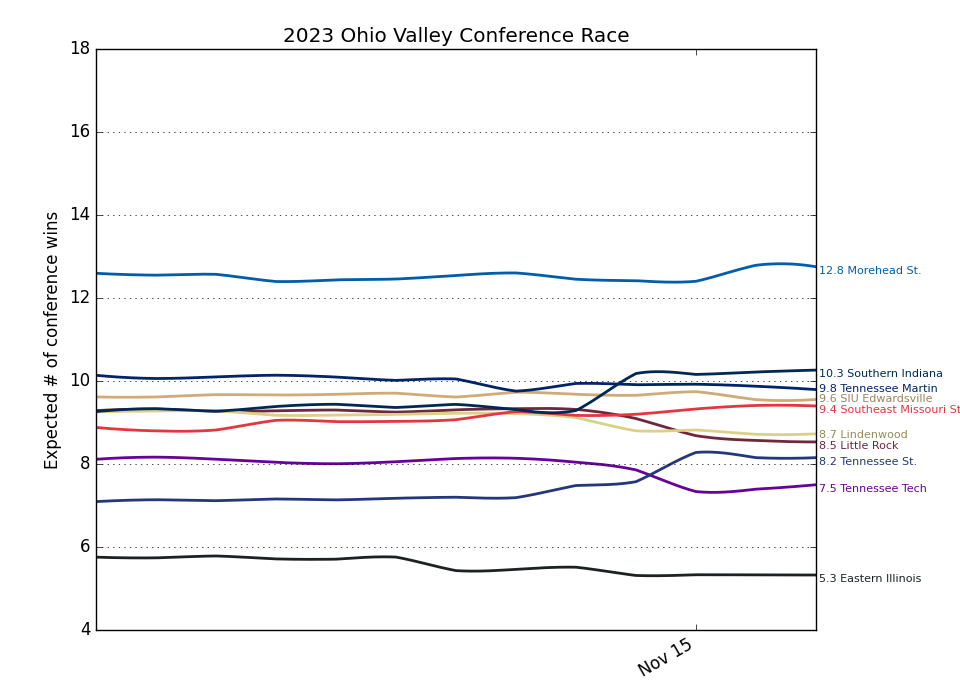 2023 Ohio Valley Conference Race
Expected # of conference wins
18
16
14
12
10
8
6
4
Nov 15
12.8 Morehead St.
10.3 Southern Indiana
9.8 Tennessee Martin
9.6 SIU Edwardsville
9.4 Southeast Missouri St
8.7 Lindenwood
8.5 Little Rock
8.2 Tennessee St.
7.5 Tennessee Tech
5.3 Eastern Illinois